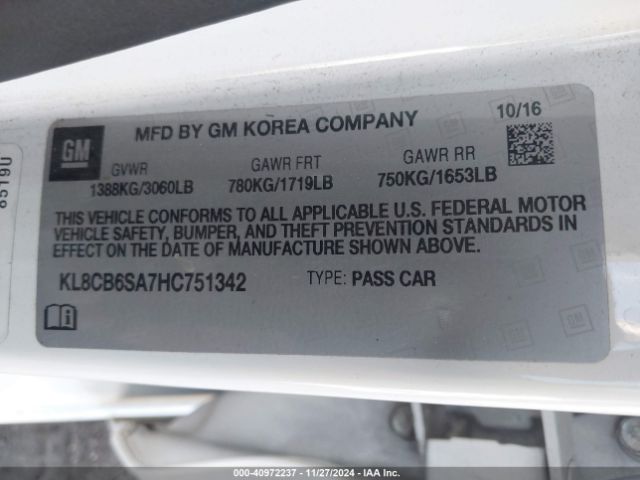 MFD BY GM KOREA COMPANY
10/16
GM
GVWR
GAWR FRT
GAWR RR
1388KG/3060LB
780KG/1719LB
750KG/1653LB
THIS VEHICLE CONFORMS TO ALL APPLICABLE U.S. FEDERAL MOTOR
VEHICLE SAFETY, BUMPER, AND THEFT PREVENTION STANDARDS IN
EFFECT ON THE DATE OF MANUFACTURE SHOWN ABOVE.
KL8CB6SA7HC751342
TYPE: PASS CAR
8519U
000-40972237 - 11/27/2024 - IAA Inc.